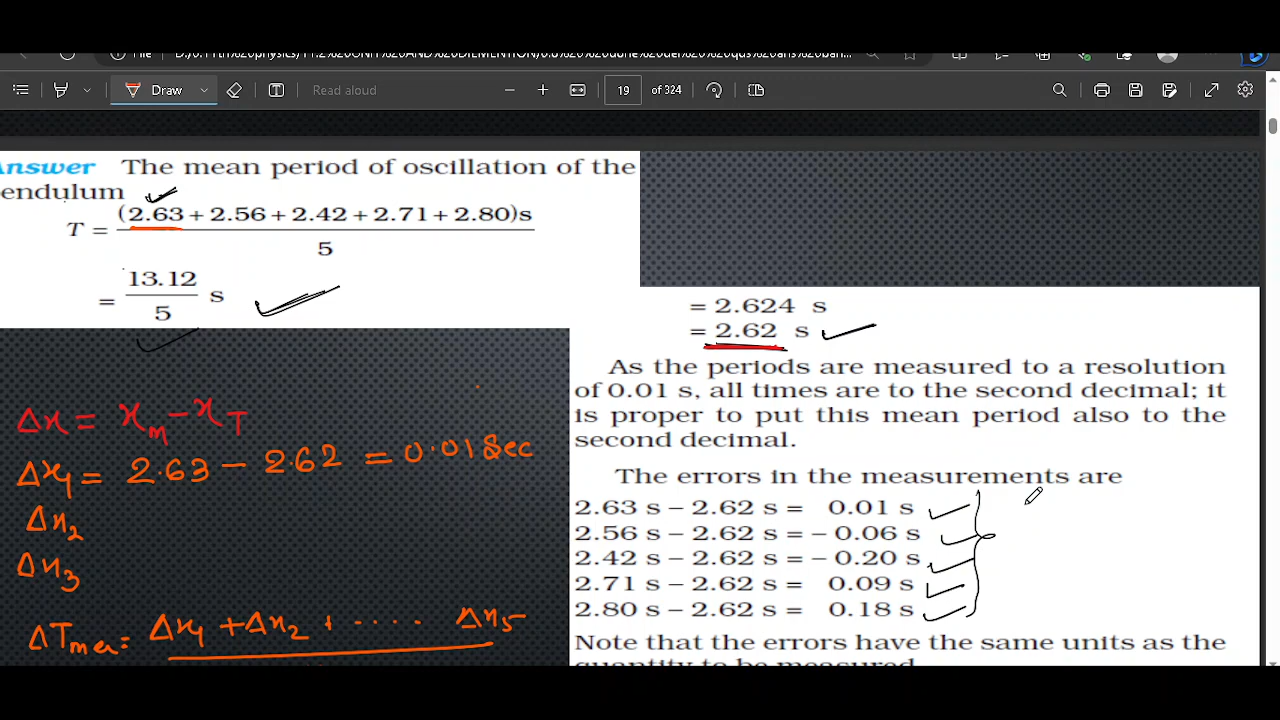 Draw
Read aloud
19 of 324
Answer The mean period of oscillation of the
pendulum
T = (2.63 + 2.56 + 2.42 + 2.71 + 2.80)s
5
= 13.12 s
5
Δx = xm - xT
Δx1 = 2.63 - 2.62 = 0.01 Sec
Δx2
Δx3
ΔTmea = Δx1 + Δx2 + .... Δx5
= 2.624 s
= 2.62 s
As the periods are measured to a resolution
of 0.01 s, all times are to the second decimal; it
is proper to put this mean period also to the
second decimal.
The errors in the measurements are
2.63 s – 2.62 s = 0.01 s
2.56 s – 2.62 s = – 0.06 s
2.42 s – 2.62 s = – 0.20 s
2.71 s – 2.62 s = 0.09 s
2.80 s – 2.62 s = 0.18 s
Note that the errors have the same units as the
quantity to be measured.